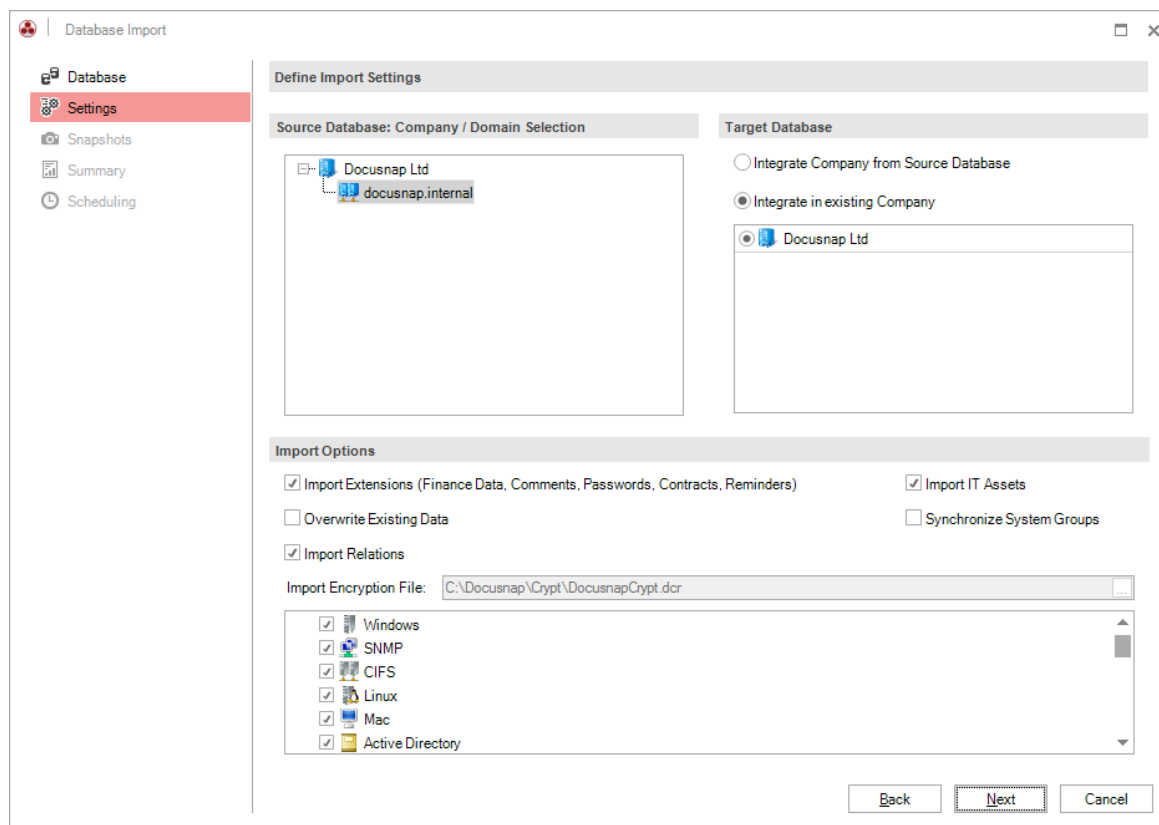 Database Import
Database
Settings
Snapshots
Summary
Scheduling
Define Import Settings
Source Database: Company / Domain Selection
Docusnap Ltd
docusnap.internal
Target Database
Integrate Company from Source Database
Integrate in existing Company
Docusnap Ltd
Import Options
Import Extensions (Finance Data, Comments, Passwords, Contracts, Reminders)
Import IT Assets
Overwrite Existing Data
Synchronize System Groups
Import Relations
Import Encryption File: C:\Docusnap\Crypt\DocusnapCrypt.dcr ...
Windows
SNMP
CIFS
Linux
Mac
Active Directory
Back Next Cancel